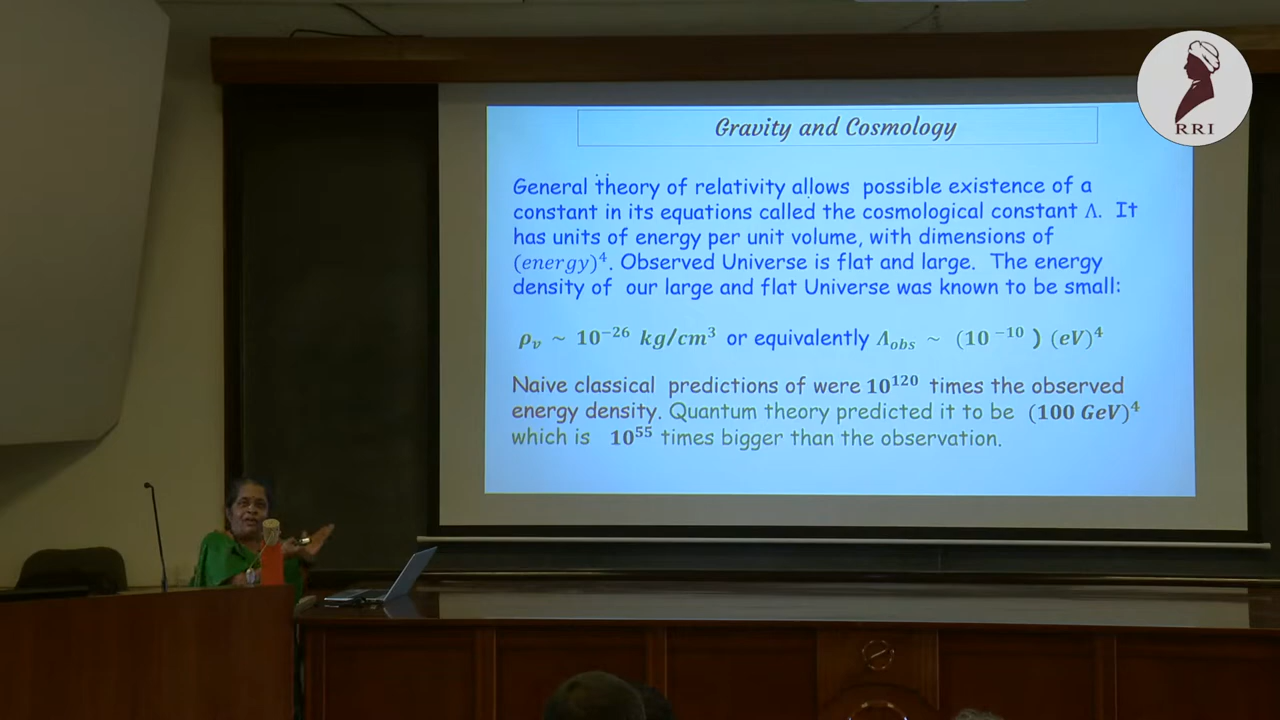 RRI
Gravity and Cosmology
General theory of relativity allows possible existence of a
constant in its equations called the cosmological constant Λ. It
has units of energy per unit volume, with dimensions of
(energy)⁴. Observed Universe is flat and large. The energy
density of our large and flat Universe was known to be small:
ρᵥ ~ 10⁻²⁶ kg/cm³ or equivalently Λobs ~ (10⁻¹⁰) (eV)⁴
Naive classical predictions of were 10¹²⁰ times the observed
energy density. Quantum theory predicted it to be (100 GeV)⁴
which is 10⁵⁵ times bigger than the observation.